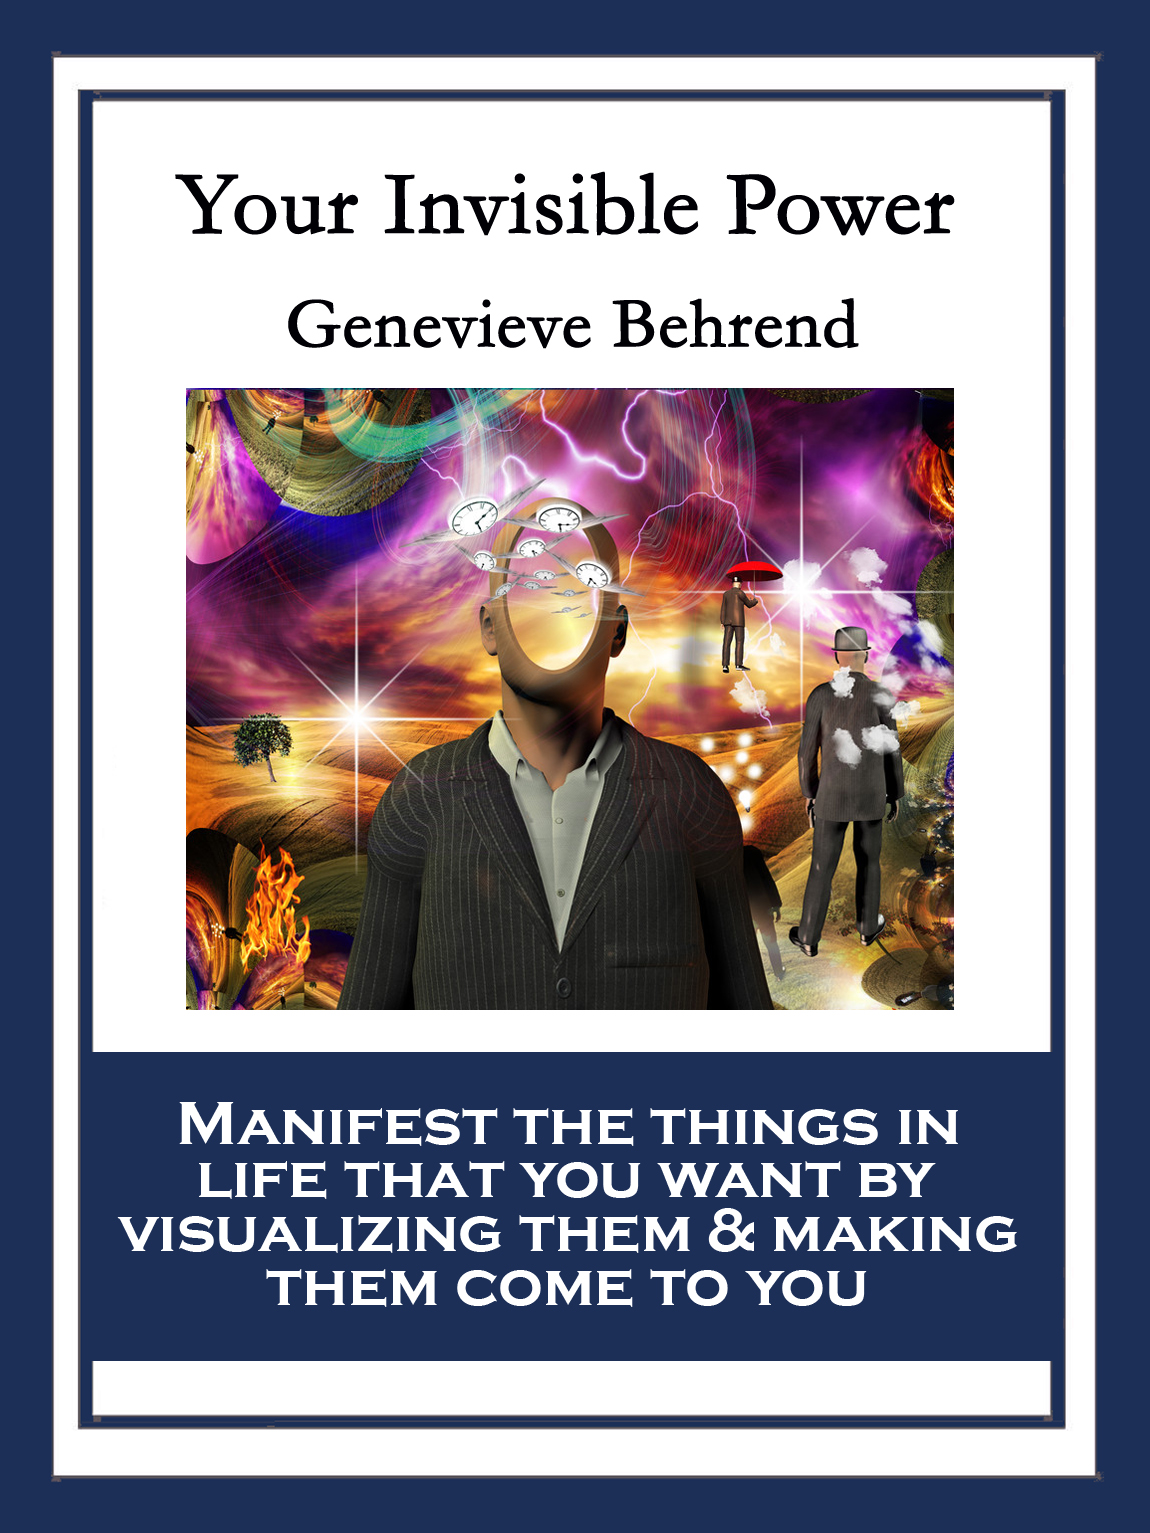 Your Invisible Power
Genevieve Behrend
MANIFEST THE THINGS IN
LIFE THAT YOU WANT BY
VISUALIZING THEM & MAKING
THEM COME TO YOU